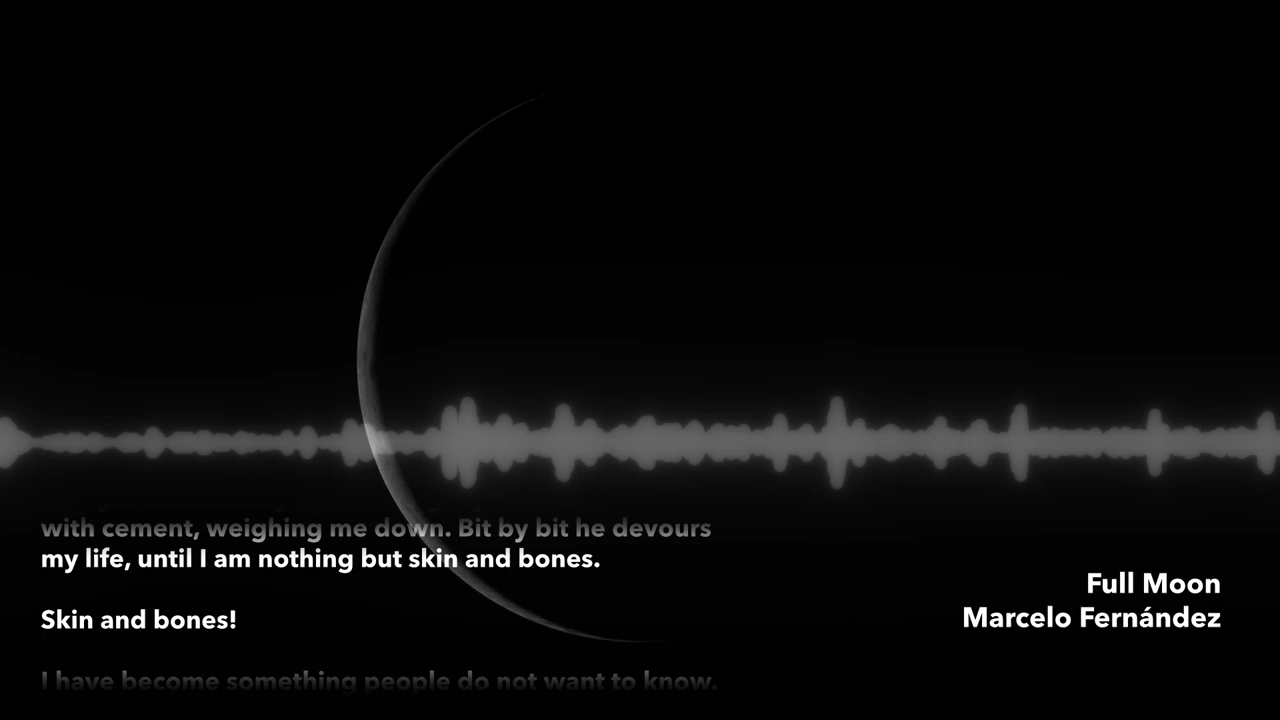 with cement, weighing me down. Bit by bit he devours
my life, until I am nothing but skin and bones.
Skin and bones!
I have become something people do not want to know.
Full Moon
Marcelo Fernández